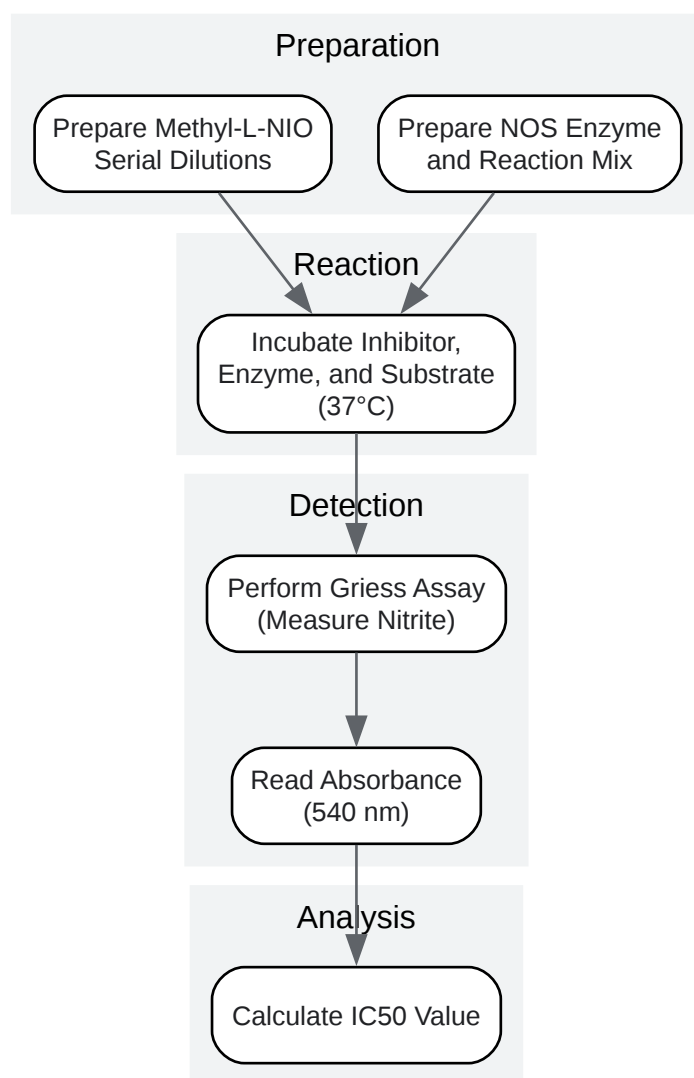 Preparation
Prepare Methyl-L-NIO
Serial Dilutions
Prepare NOS Enzyme
and Reaction Mix
Reaction
Incubate Inhibitor,
Enzyme, and Substrate
(37°C)
Detection
Perform Griess Assay
(Measure Nitrite)
Read Absorbance
(540 nm)
Analysis
Calculate IC50 Value